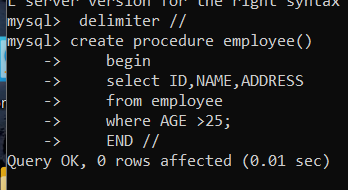 L server version for the right syntax
mysql>  delimiter //
mysql> create procedure employee()
    ->     begin
    ->     select ID,NAME,ADDRESS
    ->     from employee
    ->     where AGE >25;
    ->     END //
Query OK, 0 rows affected (0.01 sec)